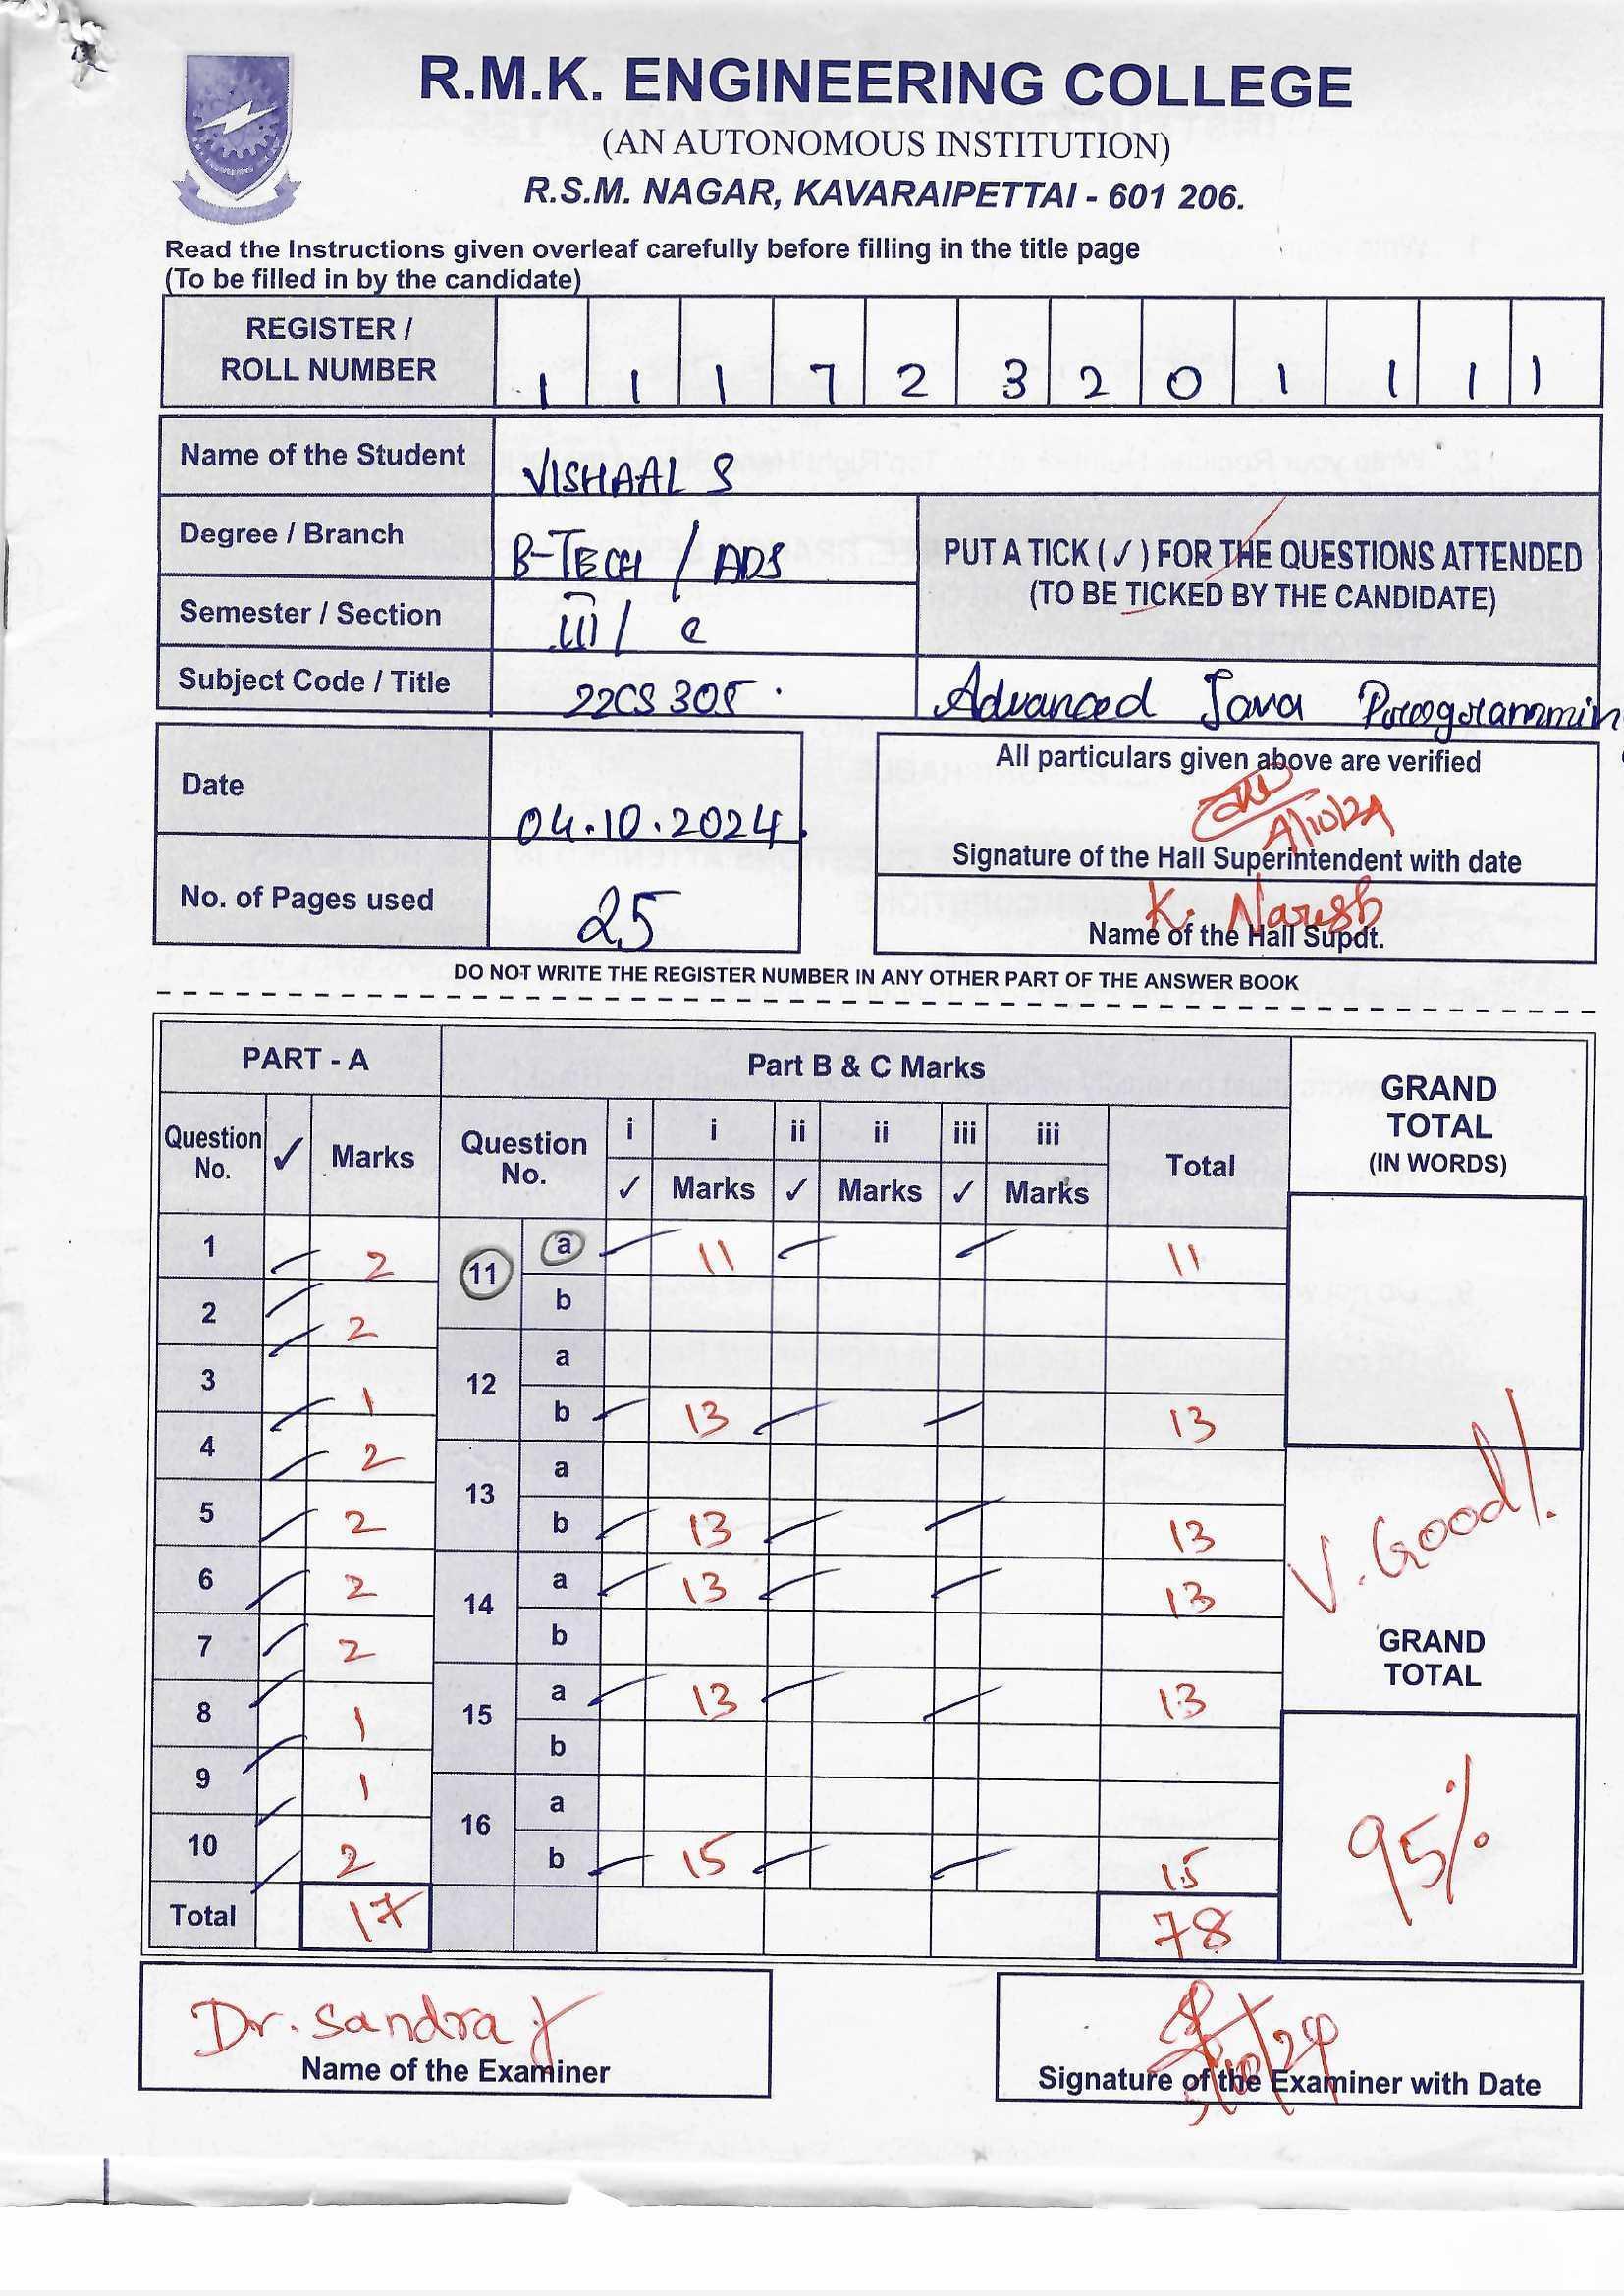 R.M.K. ENGINEERING COLLEGE
(AN AUTONOMOUS INSTITUTION)
R.S.M. NAGAR, KAVARAIPETTAI - 601 206.
Read the Instructions given overleaf carefully before filling in the title page
(To be filled in by the candidate)
REGISTER / ROLL NUMBER 1 1 1 7 2 3 2 0 1 1 1 1
Name of the Student VISHAAL S
Degree / Branch B-TECH / ADS
PUT A TICK (✓) FOR THE QUESTIONS ATTENDED
(TO BE TICKED BY THE CANDIDATE)
Semester / Section III / C
Subject Code / Title 22CS305. Advanced Java Programmin
Date 04.10.2024.
All particulars given above are verified
4/10/24
Signature of the Hall Superintendent with date
No. of Pages used 25
K. Naresh
Name of the Hall Supdt.
DO NOT WRITE THE REGISTER NUMBER IN ANY OTHER PART OF THE ANSWER BOOK
PART - A Part B & C Marks GRAND TOTAL (IN WORDS)
Question No. ✓ Marks Question No. i i ii ii iii iii Total
✓ Marks ✓ Marks ✓ Marks
1 ✓ 2 11 a ✓ 11 ✓ ✓ 11
2 ✓ 2 b
3 ✓ 1 12 a
b ✓ 13 ✓ ✓ 13
4 ✓ 2 13 a
5 ✓ 2 b ✓ 13 ✓ ✓ 13
V. Good!.
6 ✓ 2 14 a ✓ 13 ✓ ✓ 13
7 ✓ 2 b
GRAND TOTAL
8 ✓ 1 15 a ✓ 13 ✓ ✓ 13
9 ✓ 1 b
16 a
10 ✓ 2 b ✓ 15 ✓ ✓ 15
95%
Total 17 78
Dr. Sandra J
Name of the Examiner
5/10/24
Signature of the Examiner with Date